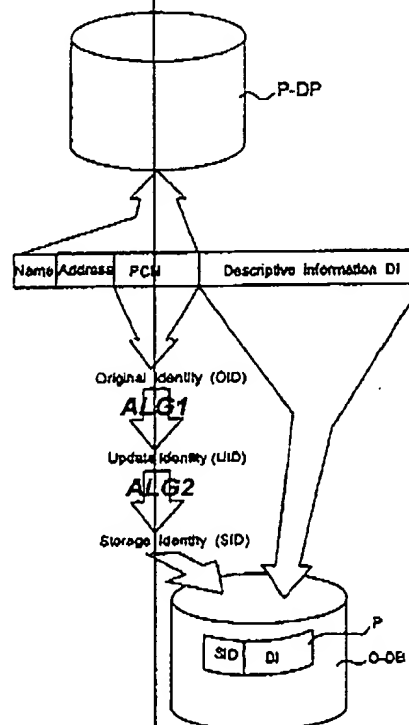 P-DP
Name Address PCN Descriptive Information DI
Original Identity (OID)
ALG1
Update Identity (UID)
ALG2
Storage Identity (SID)
P
SID DI
O-DB